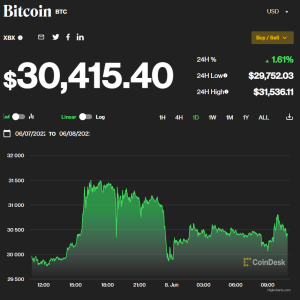 Bitcoin BTC
USD
XBX
Buy / Sell
$30,415.40
24H % 1.61%
24H Low $29,752.03
24H High $31,536.11
Linear Log
1H 4H 1D 1W 1M 1Y ALL
06/07/202 TO 06/08/202
32 000
31 500
31 000
30 500
30 000
29 500
12:00 15:00 18:00 21:00 8. Jun 03:00 06:00 09:00
CoinDesk
Highcharts.com